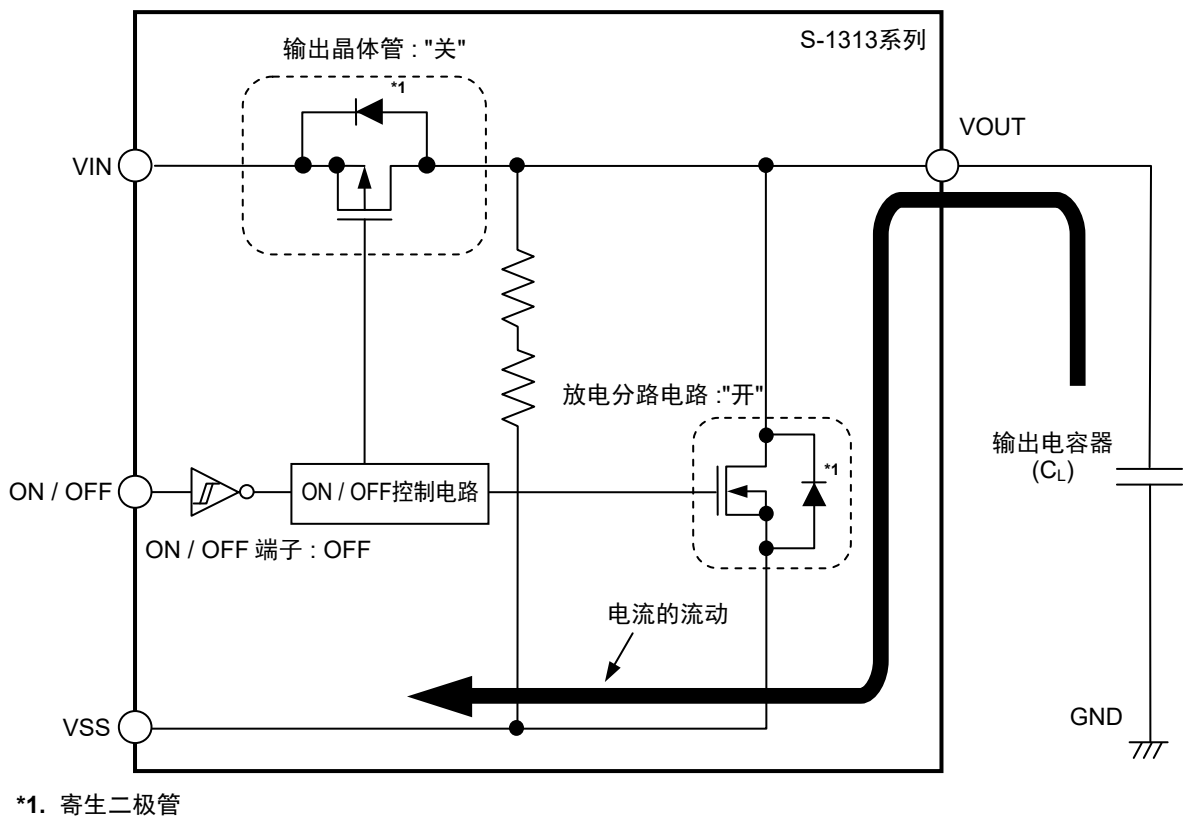 S-1313系列
输出晶体管 : "关"
*1
VOUT
VIN
放电分路电路 :"开"
*1
输出电容器
(CL)
ON / OFF
ON / OFF控制电路
ON / OFF 端子 : OFF
电流的流动
GND
VSS
*1. 寄生二极管